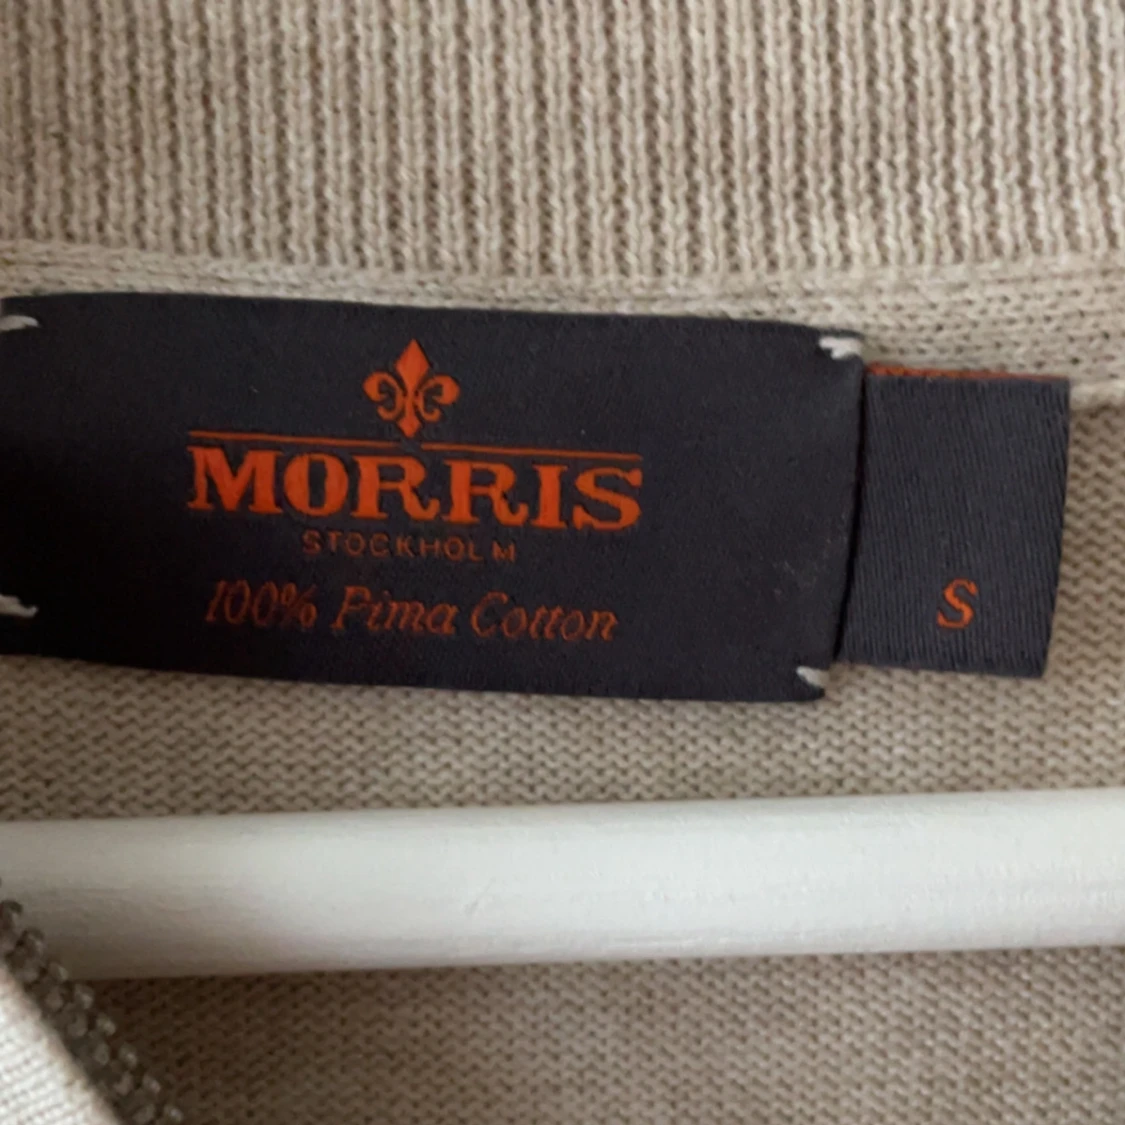 MORRIS
STOCKHOLM
100% Pima Cotton
S